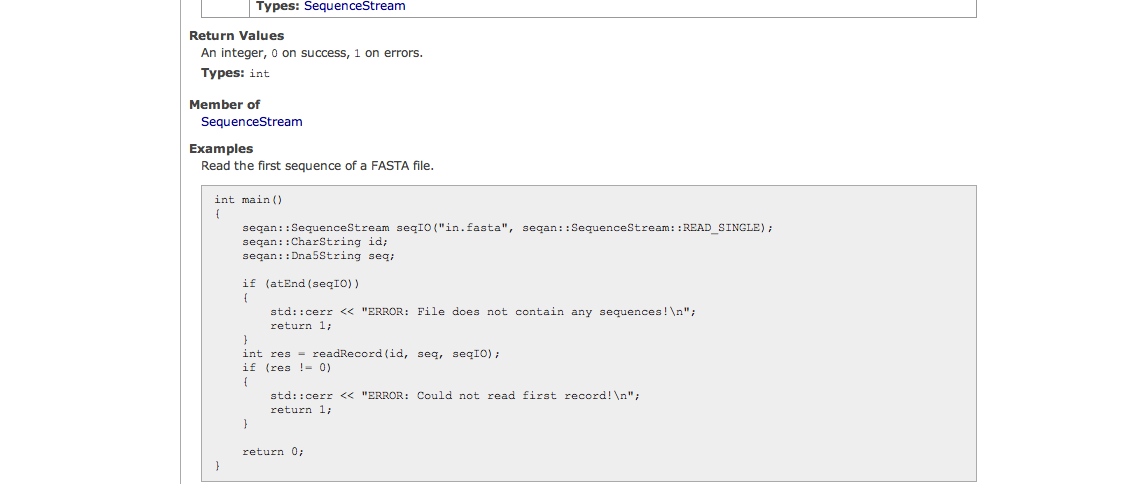 Types: SequenceStream
Return Values
An integer, 0 on success, 1 on errors.
Types: int
Member of
SequenceStream
Examples
Read the first sequence of a FASTA file.
int main()
{
    seqan::SequenceStream seqIO("in.fasta", seqan::SequenceStream::READ_SINGLE);
    seqan::CharString id;
    seqan::Dna5String seq;
    if (atEnd(seqIO))
    {
        std::cerr << "ERROR: File does not contain any sequences!\n";
        return 1;
    }
    int res = readRecord(id, seq, seqIO);
    if (res != 0)
    {
        std::cerr << "ERROR: Could not read first record!\n";
        return 1;
    }
    return 0;
}